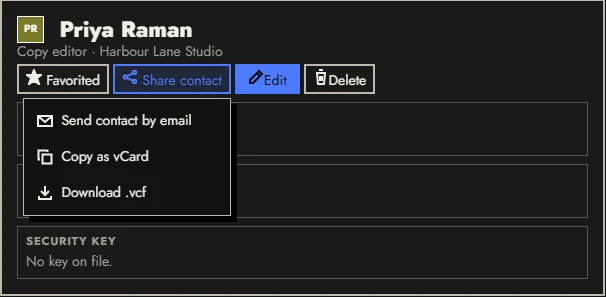 PR
Priya Raman
Copy editor · Harbour Lane Studio
Favorited Share contact Edit Delete
Send contact by email
Copy as vCard
Download .vcf
SECURITY KEY
No key on file.